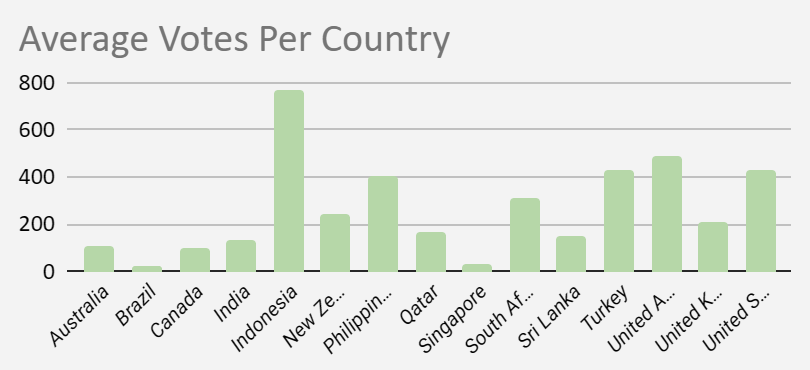 Average Votes Per Country
800
600
400
200
0
Australia
Brazil
Canada
India
Indonesia
New Ze...
Philippin...
Qatar
Singapore
South Af...
Sri Lanka
Turkey
United A...
United K...
United S...